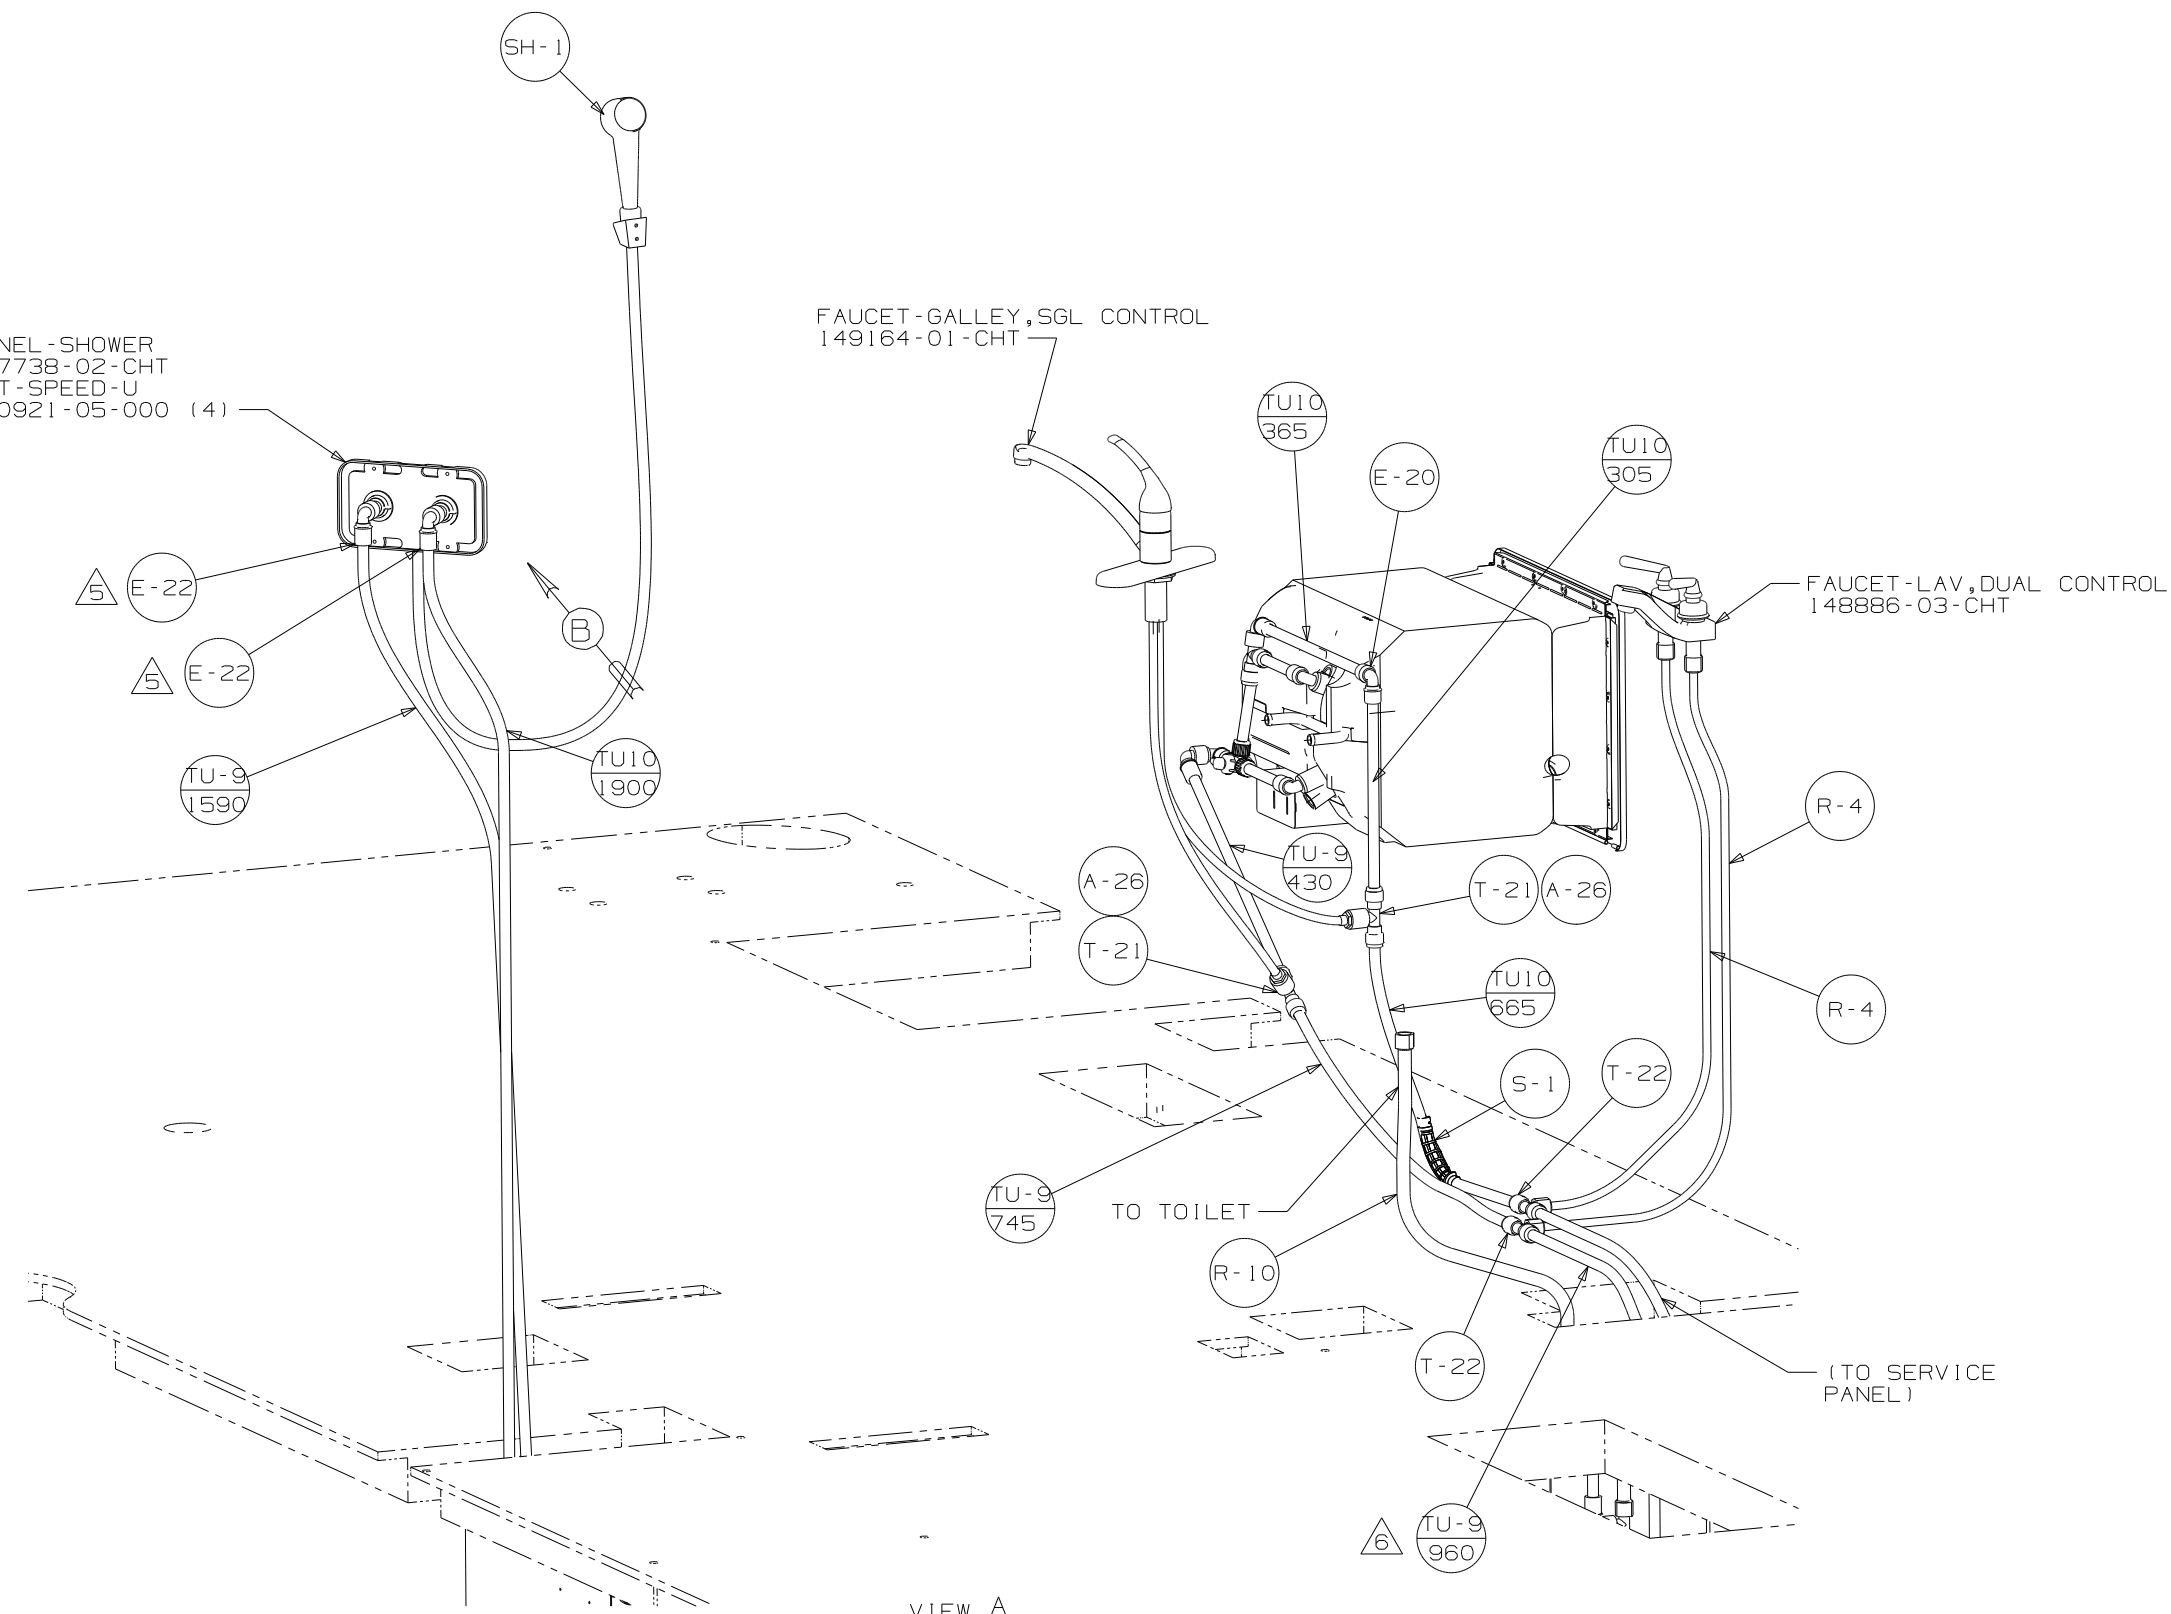 SH-1
FAUCET-GALLEY,SGL CONTROL
149164-01-CHT
NEL-SHOWER
7738-02-CHT
T-SPEED-U
0921-05-000 (4)
TU10
365
E-20
TU10
305
FAUCET-LAV,DUAL CONTROL
148886-03-CHT
5
E-22
B
5
E-22
TU-9
1590
TU10
1900
R-4
TU-9
430
A-26
T-21
A-26
T-21
TU10
665
R-4
S-1
T-22
TU-9
745
TO TOILET
R-10
T-22
(TO SERVICE
PANEL)
6
TU-9
960
VIEW A